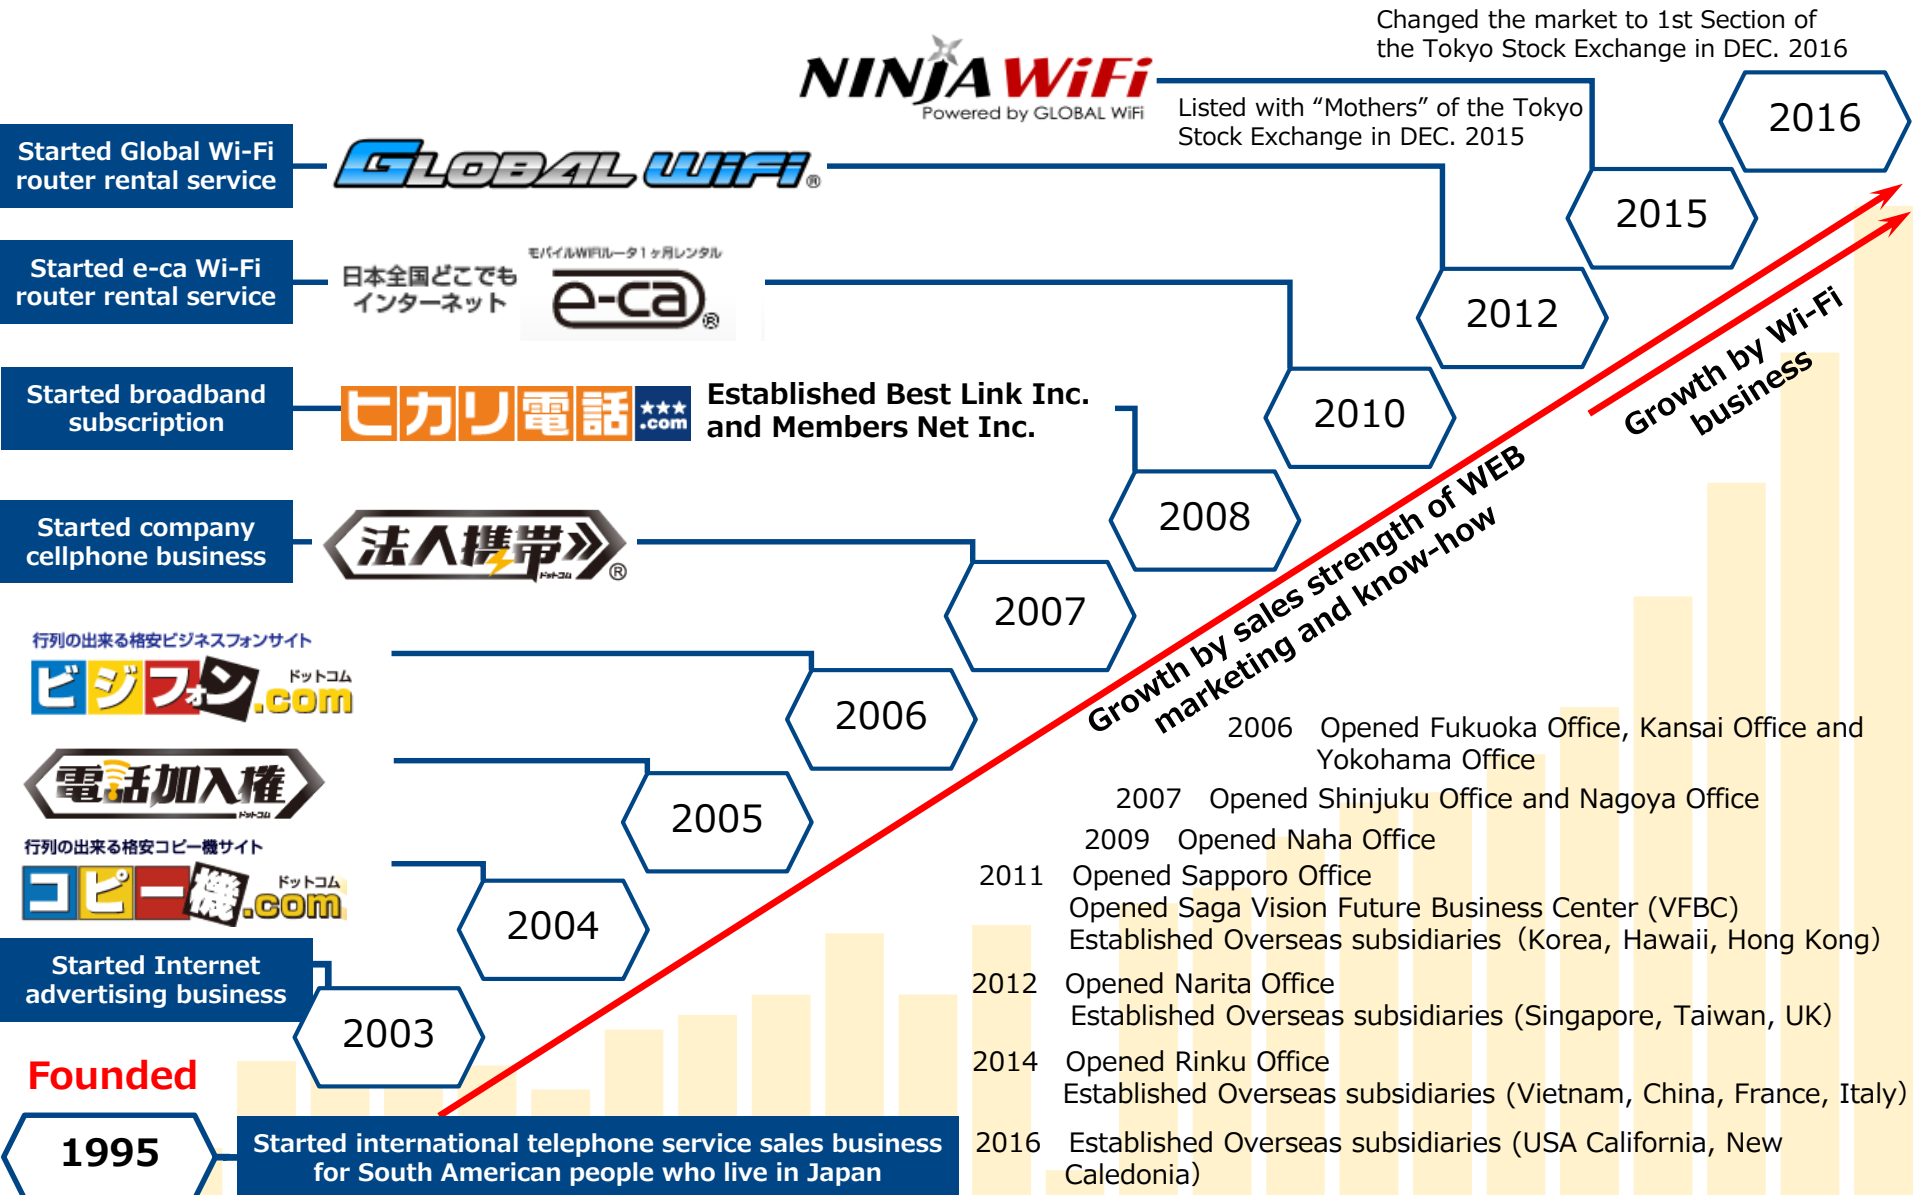 Changed the market to 1st Section of
the Tokyo Stock Exchange in DEC. 2016
NINJA WiFi
Powered by GLOBAL WiFi
Listed with “Mothers” of the Tokyo
Stock Exchange in DEC. 2015
2016
Started Global Wi-Fi
router rental service
GLOBAL WiFi®
2015
Started e-ca Wi-Fi
router rental service
日本全国どこでも
インターネット
モバイルWIFIルータ1ヶ月レンタル
e-ca®
2012
Growth by Wi-Fi
business
Started broadband
subscription
ヒカリ電話.com
Established Best Link Inc.
and Members Net Inc.
2010
Started company
cellphone business
法人携帯
ドットコム
®
2008
Growth by sales strength of WEB
marketing and know-how
2007
行列の出来る格安ビジネスフォンサイト
ビジフォン.com
ドットコム
2006
電話加入権
ドットコム
2005
行列の出来る格安コピー機サイト
コピー機.com
ドットコム
2004
Started Internet
advertising business
2003
Founded
1995
Started international telephone service sales business
for South American people who live in Japan
2006 Opened Fukuoka Office, Kansai Office and
Yokohama Office
2007 Opened Shinjuku Office and Nagoya Office
2009 Opened Naha Office
2011 Opened Sapporo Office
Opened Saga Vision Future Business Center (VFBC)
Established Overseas subsidiaries（Korea, Hawaii, Hong Kong）
2012 Opened Narita Office
Established Overseas subsidiaries (Singapore, Taiwan, UK）
2014 Opened Rinku Office
Established Overseas subsidiaries (Vietnam, China, France, Italy）
2016 Established Overseas subsidiaries (USA California, New
Caledonia）